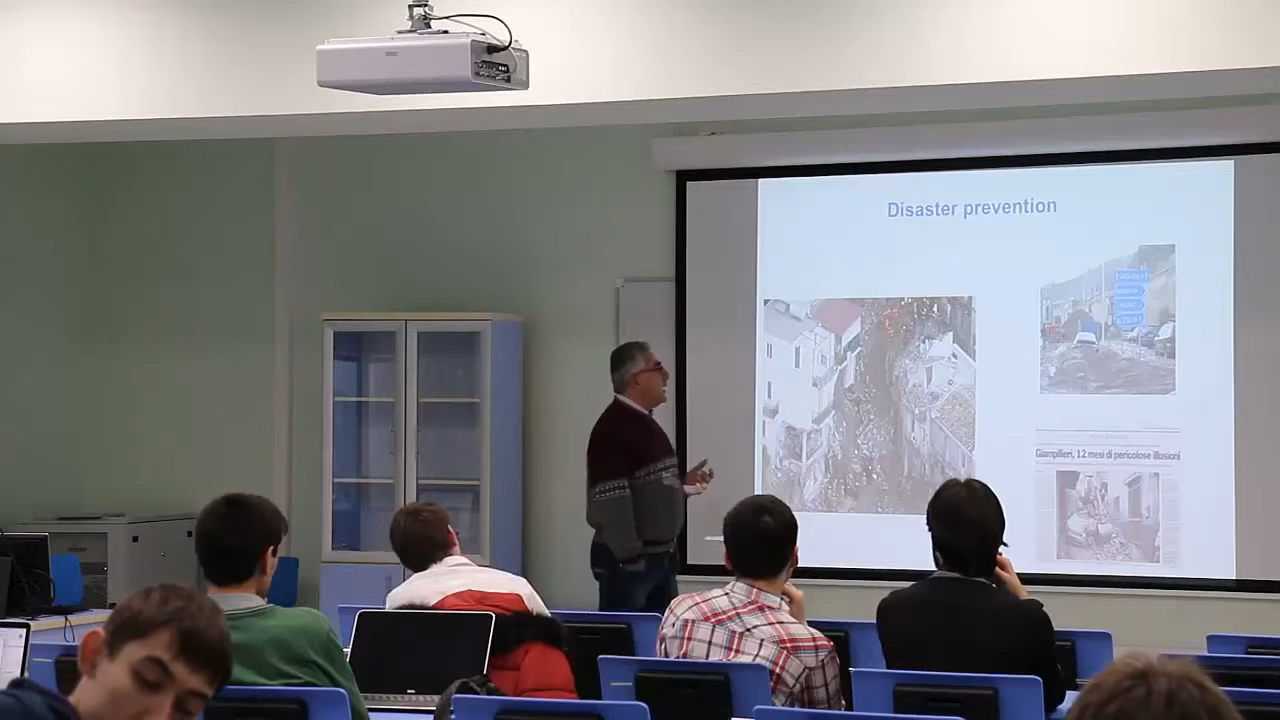 Disaster prevention
Giampilieri, 12 mesi di pericolose illusioni